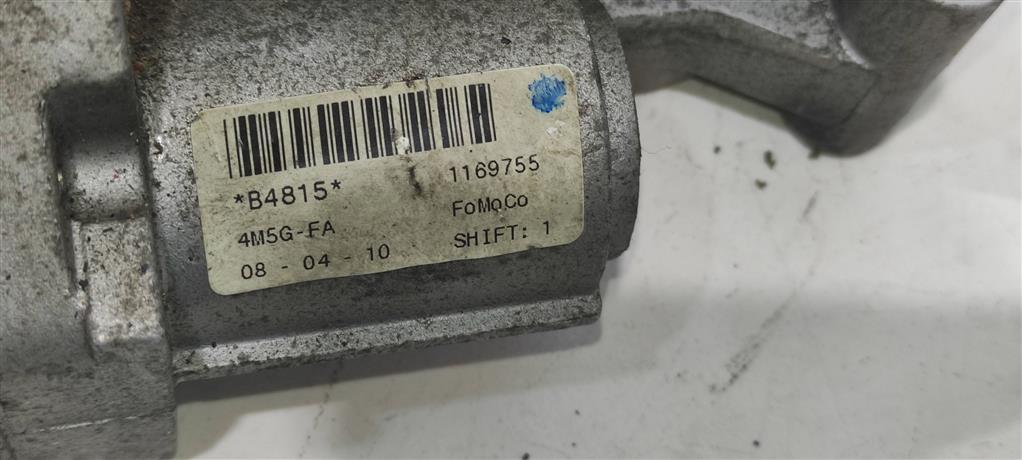 *B4815* 1169755
4M5G-FA FoMoCo
08 - 04 - 10 SHIFT: 1